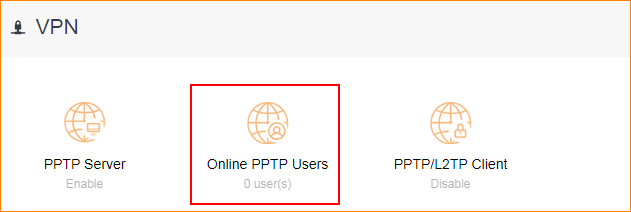 VPN
PPTP Server
Enable
Online PPTP Users
0 user(s)
PPTP/L2TP Client
Disable